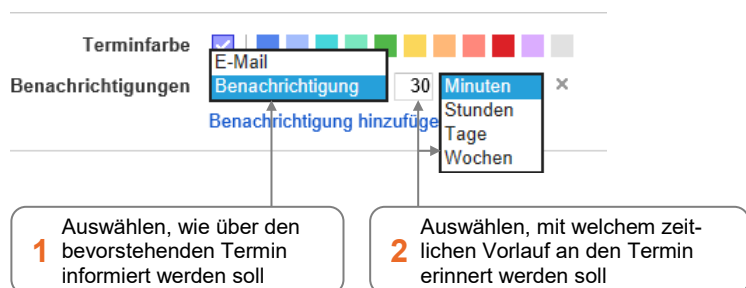 Terminfarbe
E-Mail
Benachrichtigungen Benachrichtigung 30 Minuten
Stunden
Benachrichtigung hinzufüge
Tage
Wochen
1 Auswählen, wie über den
bevorstehenden Termin
informiert werden soll
2 Auswählen, mit welchem zeit-
lichen Vorlauf an den Termin
erinnert werden soll